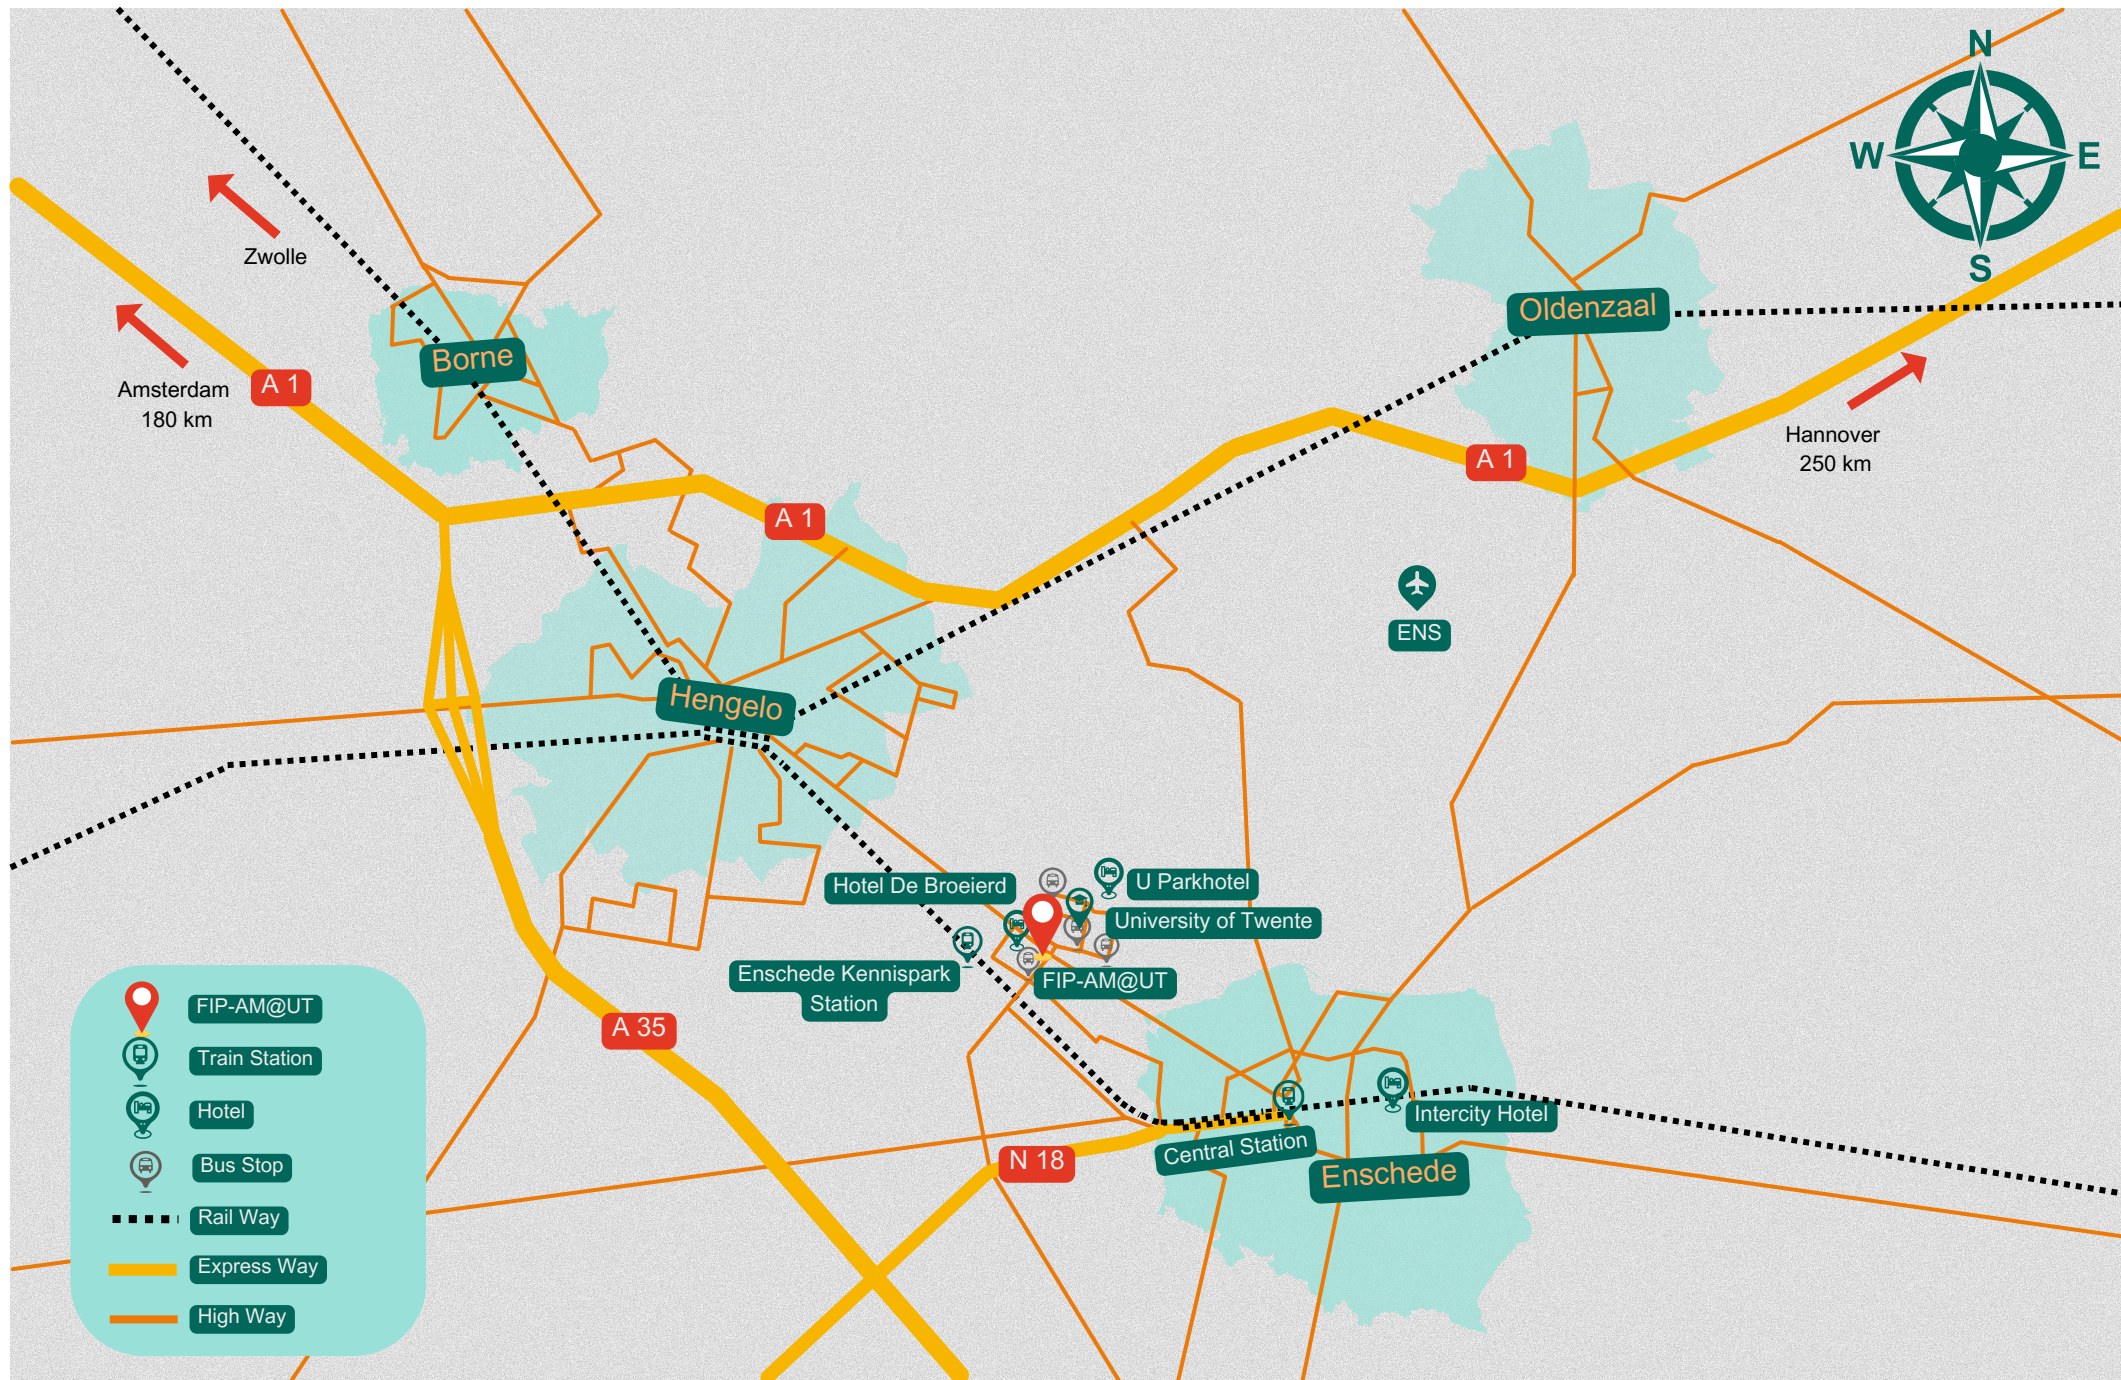 N
W
E
S
Zwolle
Amsterdam
180 km
A 1
Borne
Oldenzaal
Hannover
250 km
A 1
A 1
ENS
Hengelo
Hotel De Broeierd
U Parkhotel
University of Twente
Enschede Kennispark
Station
FIP-AM@UT
A 35
N 18
Central Station
Intercity Hotel
Enschede
FIP-AM@UT
Train Station
Hotel
Bus Stop
Rail Way
Express Way
High Way